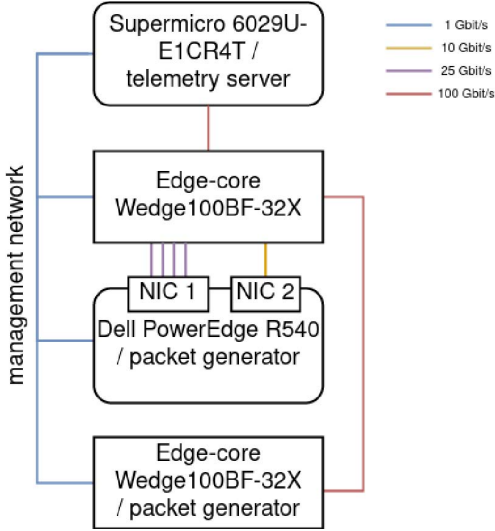 Supermicro 6029U-
E1CR4T /
telemetry server
1 Gbit/s
10 Gbit/s
25 Gbit/s
100 Gbit/s
management network
Edge-core
Wedge100BF-32X
NIC 1
NIC 2
Dell PowerEdge R540
/ packet generator
Edge-core
Wedge100BF-32X
/ packet generator